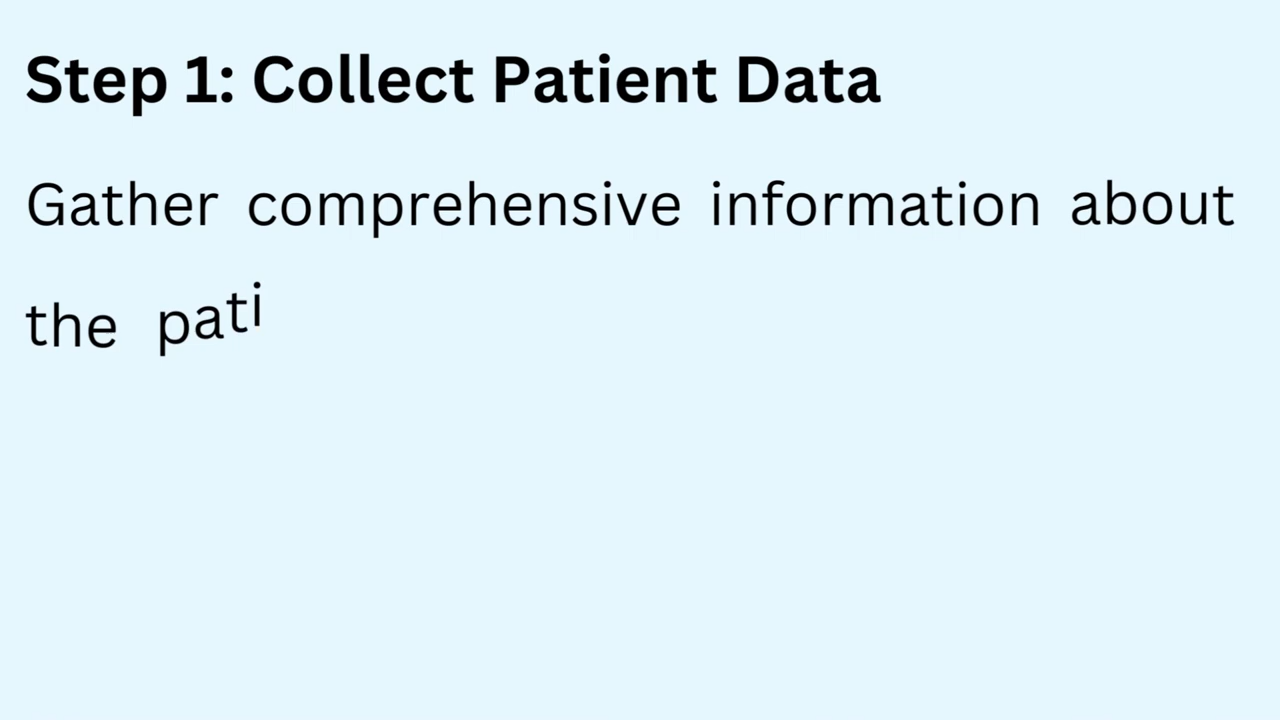 Step 1: Collect Patient Data
Gather comprehensive information about
the pati